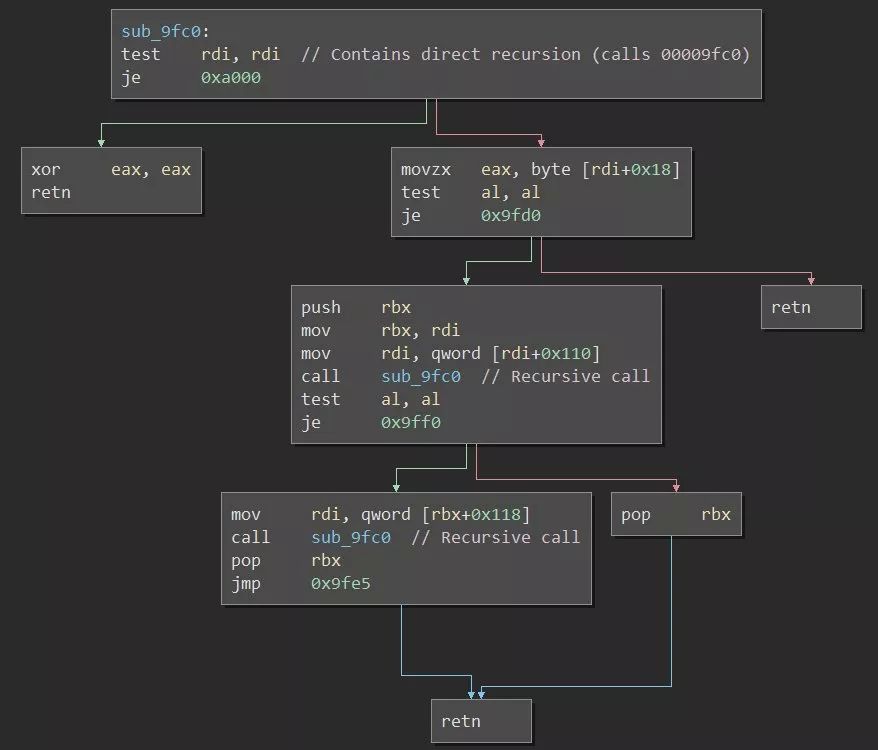 sub_9fc0:
test rdi, rdi // Contains direct recursion (calls 00009fc0)
je 0xa000
xor eax, eax
retn
movzx eax, byte [rdi+0x18]
test al, al
je 0x9fd0
push rbx
mov rbx, rdi
mov rdi, qword [rdi+0x110]
call sub_9fc0 // Recursive call
test al, al
je 0x9ff0
retn
mov rdi, qword [rbx+0x118]
call sub_9fc0 // Recursive call
pop rbx
jmp 0x9fe5
pop rbx
retn